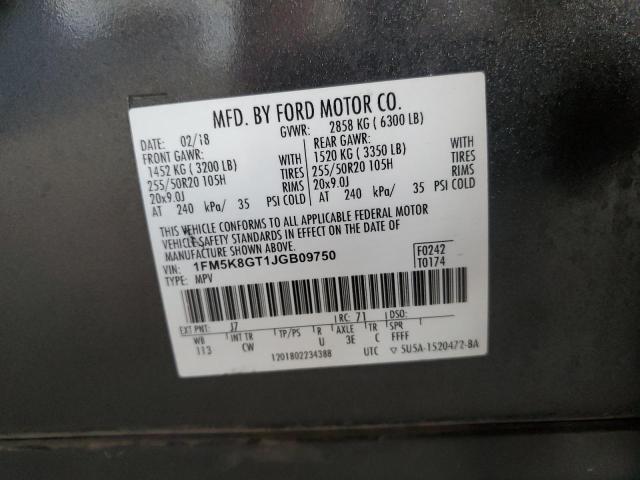 MFD. BY FORD MOTOR CO.
DATE: 02/18 GVWR: 2858 KG ( 6300 LB)
FRONT GAWR: REAR GAWR:
1452 KG ( 3200 LB) WITH 1520 KG ( 3350 LB) WITH
255/50R20 105H TIRES 255/50R20 105H TIRES
20x9.0J RIMS 20x9.0J RIMS
AT 240 kPa/ 35 PSI COLD AT 240 kPa/ 35 PSI COLD
THIS VEHICLE CONFORMS TO ALL APPLICABLE FEDERAL MOTOR
VEHICLE SAFETY STANDARDS IN EFFECT ON THE DATE OF
MANUFACTURE SHOWN ABOVE.
VIN: 1FM5K8GT1JGB09750 F0242
TYPE: MPV T0174
EXT PNT: J7 RC: 71 DSO:
WB INT TR TP/PS R AXLE TR SPR
113 CW U 3E C FFFF
1201802234388 UTC ▽ 5U5A-1520472-BA